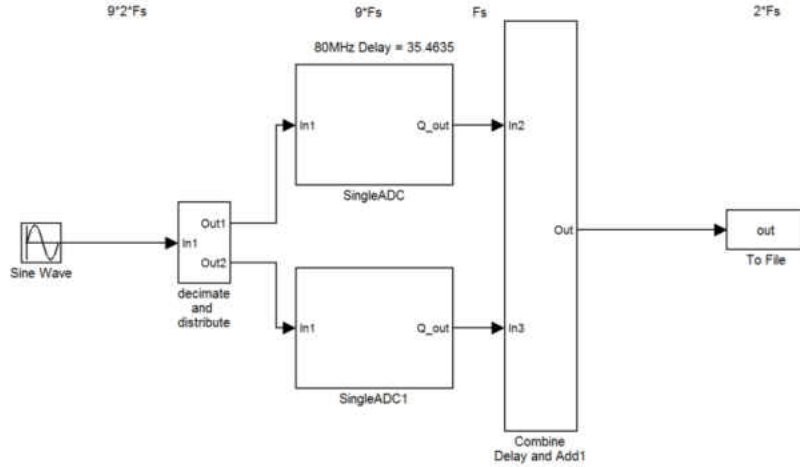 9*2*Fs
9*Fs
Fs
2*Fs
80MHz Delay = 35.4635
In1
Q_out
SingleADC
In2
Sine Wave
In1
Out1
Out2
decimate
and
distribute
Out
out
To File
In1
Q_out
SingleADC1
In3
Combine
Delay and Add1